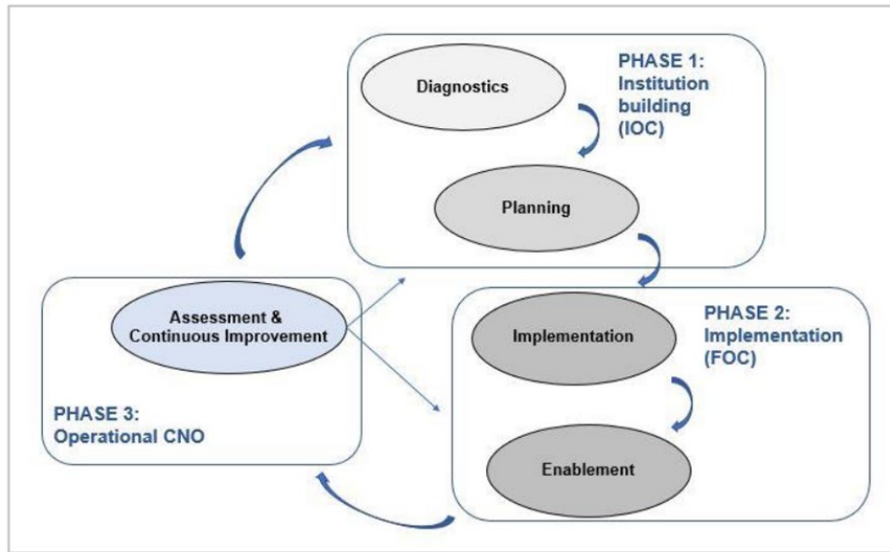 PHASE 1:
Institution
building
(IOC)
Diagnostics
Planning
PHASE 2:
Implementation
(FOC)
Implementation
Enablement
Assessment &
Continuous Improvement
PHASE 3:
Operational CNO